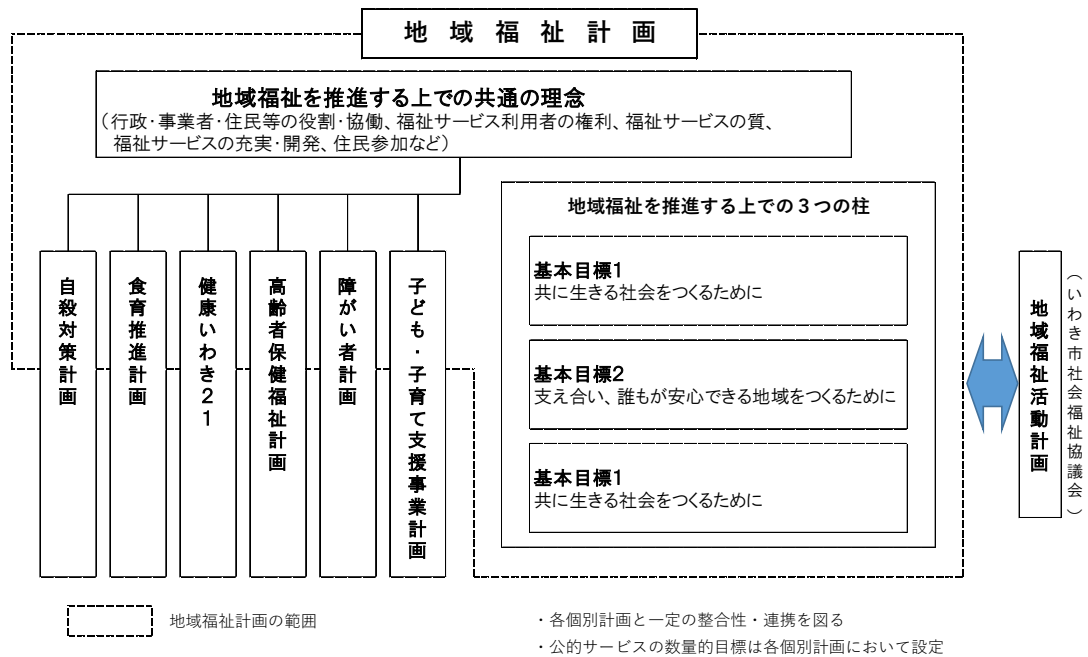 地域福祉計画
地域福祉を推進する上での共通の理念
（行政・事業者・住民等の役割・協働、福祉サービス利用者の権利、福祉サービスの質、
福祉サービスの充実・開発、住民参加など）
自殺対策計画
食育推進計画
健康いわき２１
高齢者保健福祉計画
障がい者計画
子ども・子育て支援事業計画
地域福祉を推進する上での３つの柱
基本目標1
共に生きる社会をつくるために
基本目標2
支え合い、誰もが安心できる地域をつくるために
基本目標1
共に生きる社会をつくるために
地域福祉活動計画
（いわき市社会福祉協議会）
地域福祉計画の範囲
・各個別計画と一定の整合性・連携を図る
・公的サービスの数量的目標は各個別計画において設定